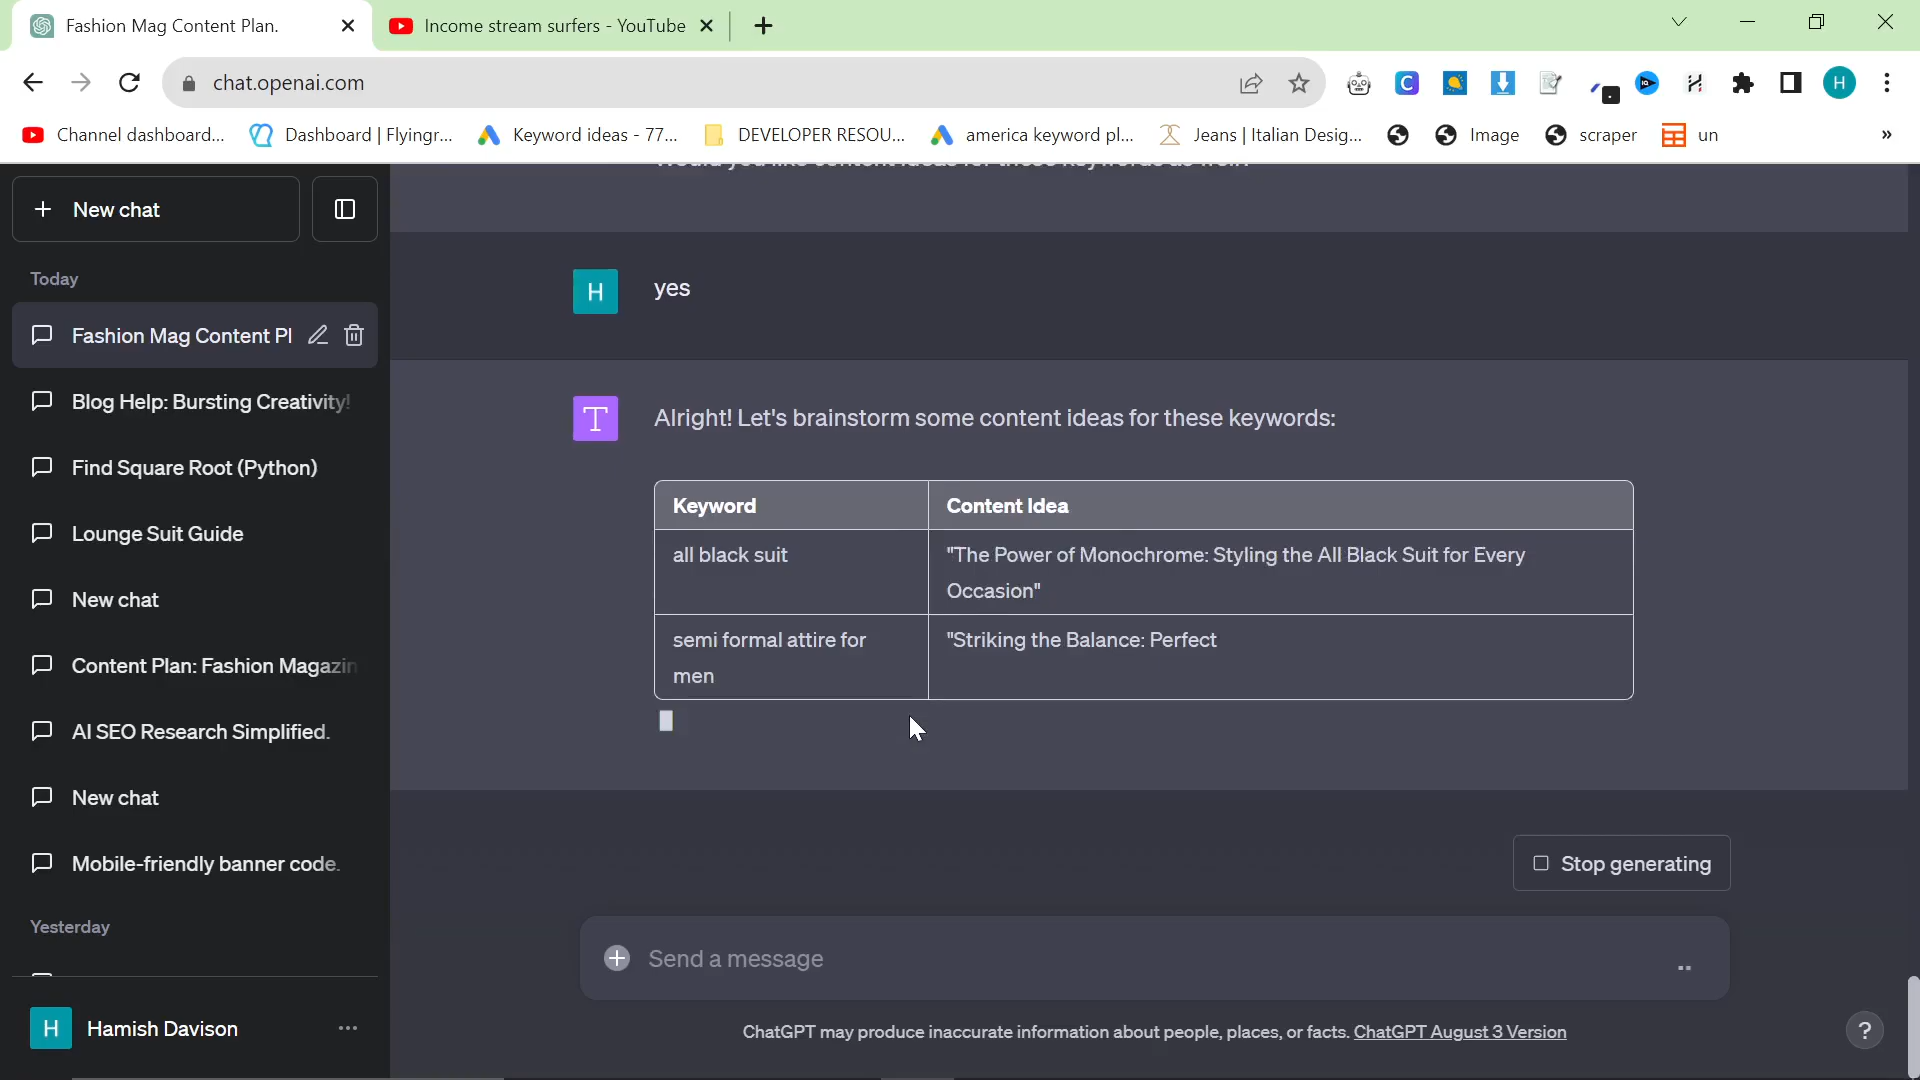 Fashion Mag Content Plan.
Income stream surfers - YouTube
chat.openai.com
Channel dashboard...
Dashboard | Flyingr...
Keyword ideas - 77...
DEVELOPER RESOU...
america keyword pl...
Jeans | Italian Desig...
Image
scraper
un
»
New chat
Today
Fashion Mag Content Pl
Blog Help: Bursting Creativity!
Find Square Root (Python)
Lounge Suit Guide
New chat
Content Plan: Fashion Magazin
AI SEO Research Simplified.
New chat
Mobile-friendly banner code.
Yesterday
H
Hamish Davison
Would you like content ideas for these keywords as well?
H
yes
T
Alright! Let's brainstorm some content ideas for these keywords:
Keyword
Content Idea
all black suit
"The Power of Monochrome: Styling the All Black Suit for Every
Occasion"
semi formal attire for
men
"Striking the Balance: Perfect
Stop generating
Send a message
ChatGPT may produce inaccurate information about people, places, or facts. ChatGPT August 3 Version
?
H